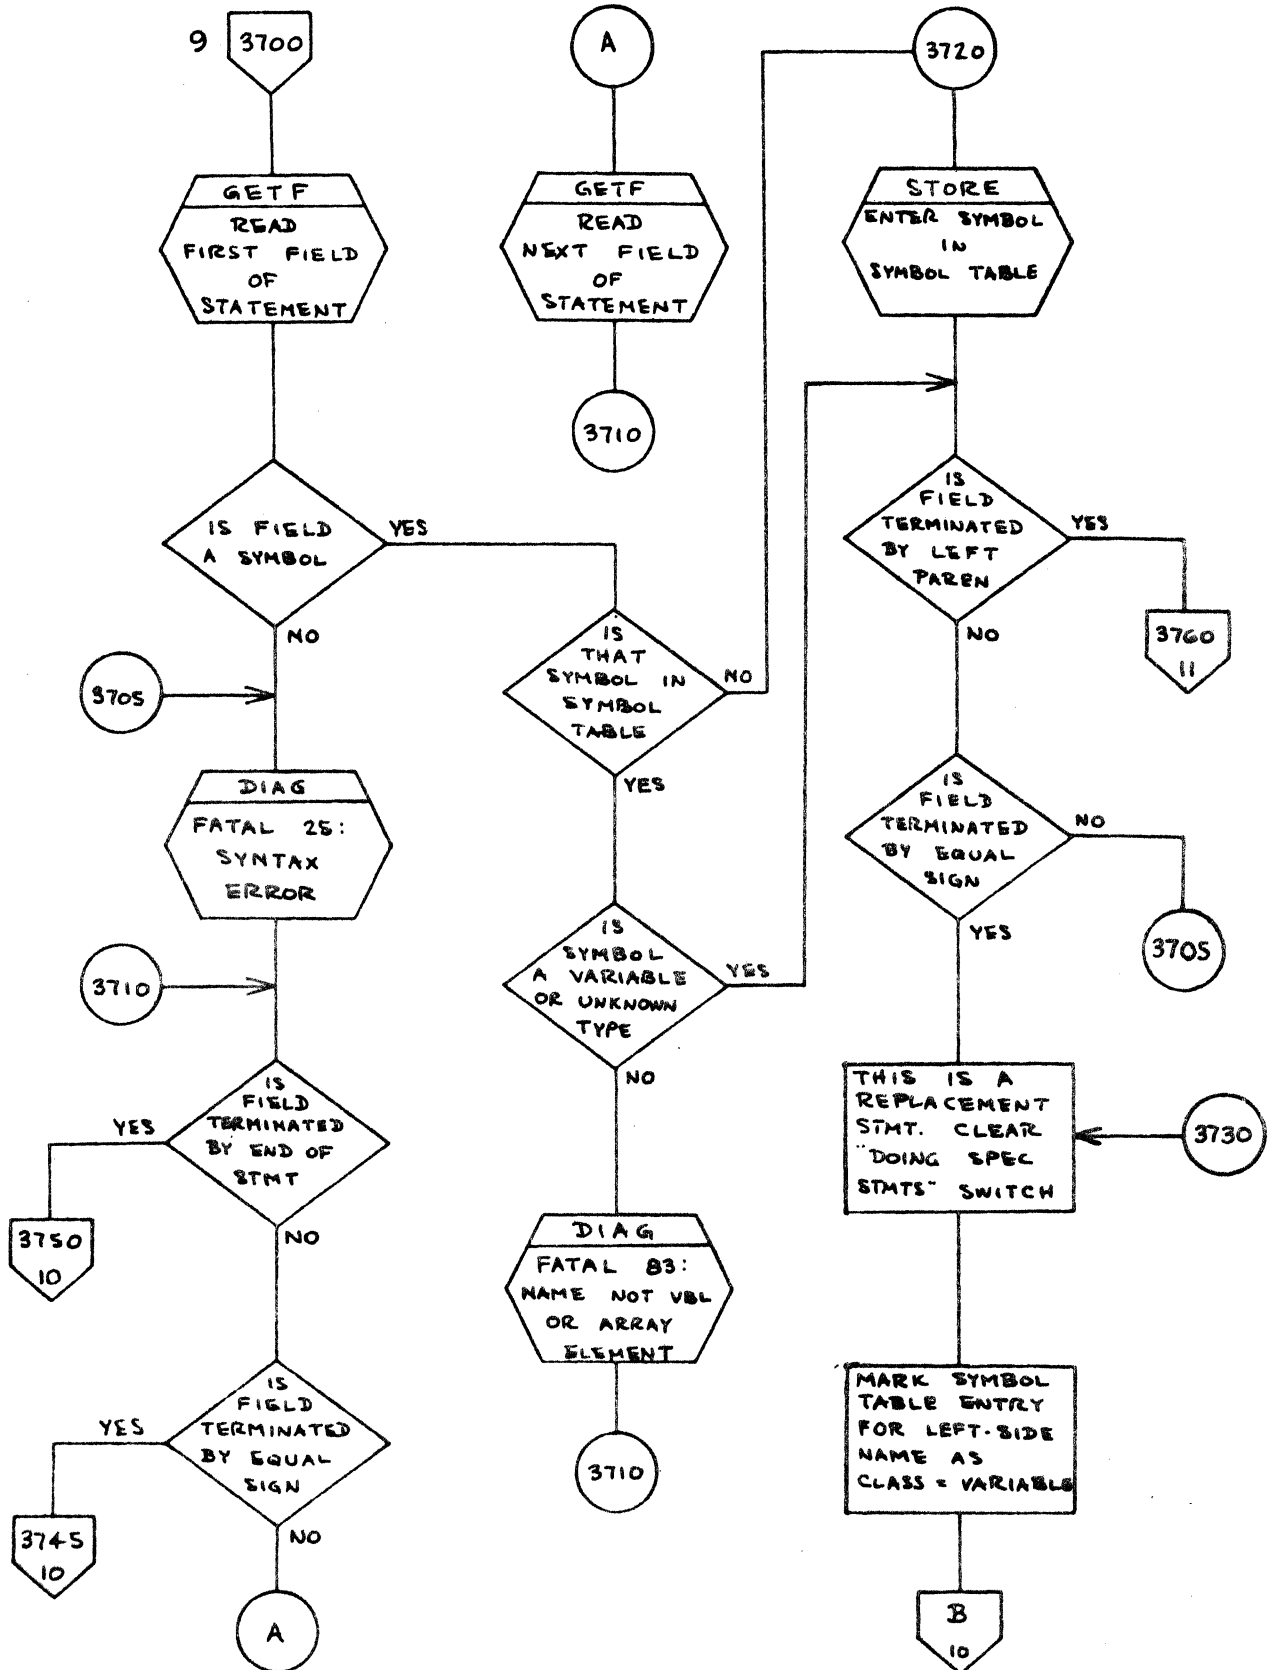 9
3700
GETF
READ
FIRST FIELD
OF
STATEMENT
IS FIELD
A SYMBOL
YES
NO
3705
DIAG
FATAL 25:
SYNTAX
ERROR
3710
IS
FIELD
TERMINATED
BY END OF
STMT
YES
NO
3750
10
IS
FIELD
TERMINATED
BY EQUAL
SIGN
YES
NO
3745
10
A
A
GETF
READ
NEXT FIELD
OF
STATEMENT
3710
IS
THAT
SYMBOL IN
SYMBOL
TABLE
NO
YES
IS
SYMBOL
A VARIABLE
OR UNKNOWN
TYPE
YES
NO
DIAG
FATAL 83:
NAME NOT VBL
OR ARRAY
ELEMENT
3710
3720
STORE
ENTER SYMBOL
IN
SYMBOL TABLE
IS
FIELD
TERMINATED
BY LEFT
PAREN
YES
NO
3760
11
IS
FIELD
TERMINATED
BY EQUAL
SIGN
NO
YES
3705
THIS IS A
REPLACEMENT
STMT. CLEAR
"DOING SPEC
STMTS" SWITCH
3730
MARK SYMBOL
TABLE ENTRY
FOR LEFT-SIDE
NAME AS
CLASS = VARIABLE
B
10